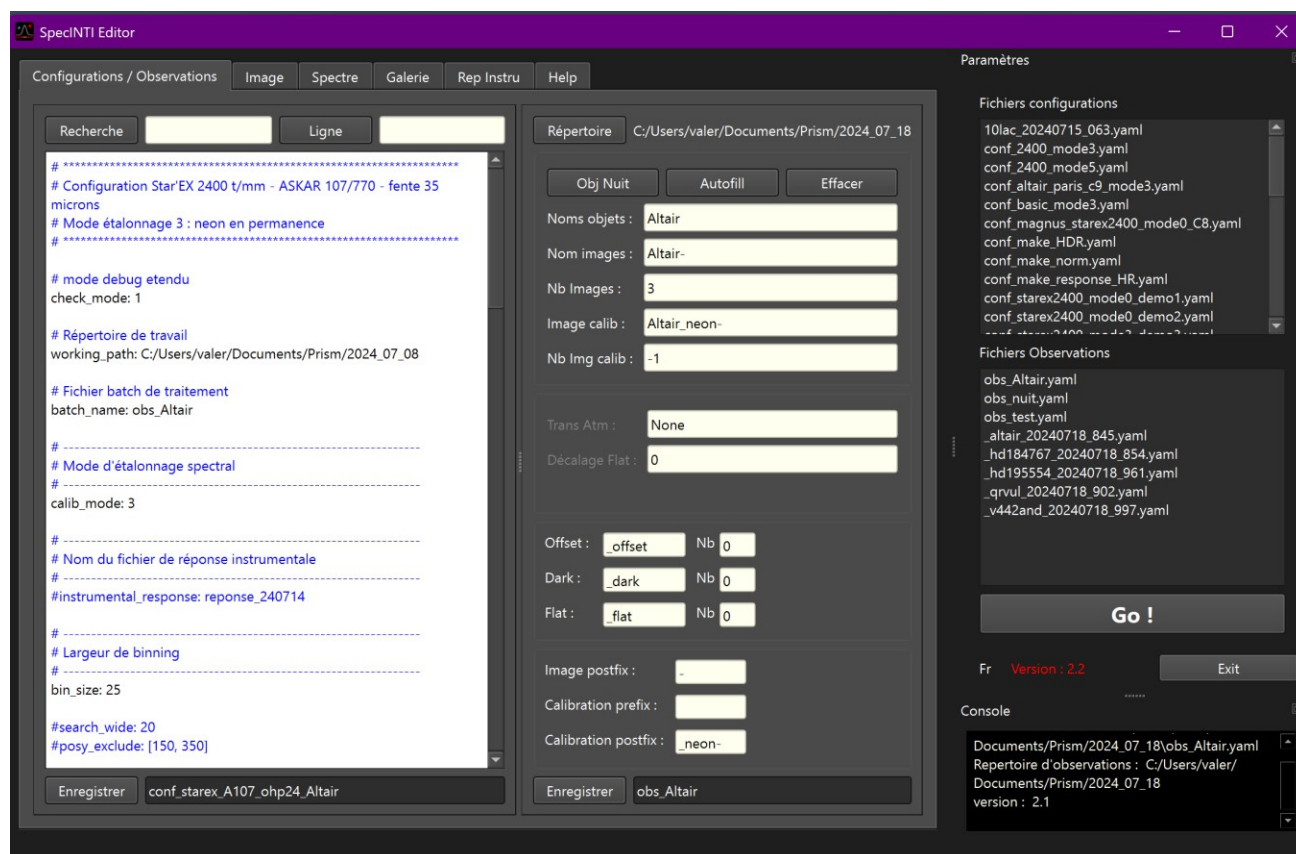 SpecINTI Editor
Configurations / Observations Image Spectre Galerie Rep Instru Help
Recherche Ligne
# ********************************************************************
# Configuration Star'EX 2400 t/mm - ASKAR 107/770 - fente 35
microns
# Mode étalonnage 3 : neon en permanence
# ********************************************************************
# mode debug etendu
check_mode: 1
# Répertoire de travail
working_path: C:/Users/valer/Documents/Prism/2024_07_08
# Fichier batch de traitement
batch_name: obs_Altair
# ------------------------------------------------------------------
# Mode d'étalonnage spectral
# ------------------------------------------------------------------
calib_mode: 3
# ------------------------------------------------------------------
# Nom du fichier de réponse instrumentale
# ------------------------------------------------------------------
#instrumental_response: reponse_240714
# ------------------------------------------------------------------
# Largeur de binning
# ------------------------------------------------------------------
bin_size: 25
#search_wide: 20
#posy_exclude: [150, 350]
Enregistrer conf_starex_A107_ohp24_Altair
Répertoire C:/Users/valer/Documents/Prism/2024_07_18
Obj Nuit Autofill Effacer
Noms objets : Altair
Nom images : Altair-
Nb Images : 3
Image calib : Altair_neon-
Nb Img calib : -1
Trans Atm : None
Décalage Flat : 0
Offset : _offset Nb 0
Dark : _dark Nb 0
Flat : _flat Nb 0
Image postfix : -
Calibration prefix :
Calibration postfix : _neon-
Enregistrer obs_Altair
Paramètres
Fichiers configurations
10lac_20240715_063.yaml
conf_2400_mode3.yaml
conf_2400_mode5.yaml
conf_altair_paris_c9_mode3.yaml
conf_basic_mode3.yaml
conf_magnus_starex2400_mode0_C8.yaml
conf_make_HDR.yaml
conf_make_norm.yaml
conf_make_response_HR.yaml
conf_starex2400_mode0_demo1.yaml
conf_starex2400_mode0_demo2.yaml
Fichiers Observations
obs_Altair.yaml
obs_nuit.yaml
obs_test.yaml
_altair_20240718_845.yaml
_hd184767_20240718_854.yaml
_hd195554_20240718_961.yaml
_qrvul_20240718_902.yaml
_v442and_20240718_997.yaml
Go !
Fr Version : 2.2 Exit
Console
Documents/Prism/2024_07_18\obs_Altair.yaml
Repertoire d'observations : C:/Users/valer/
Documents/Prism/2024_07_18
version : 2.1